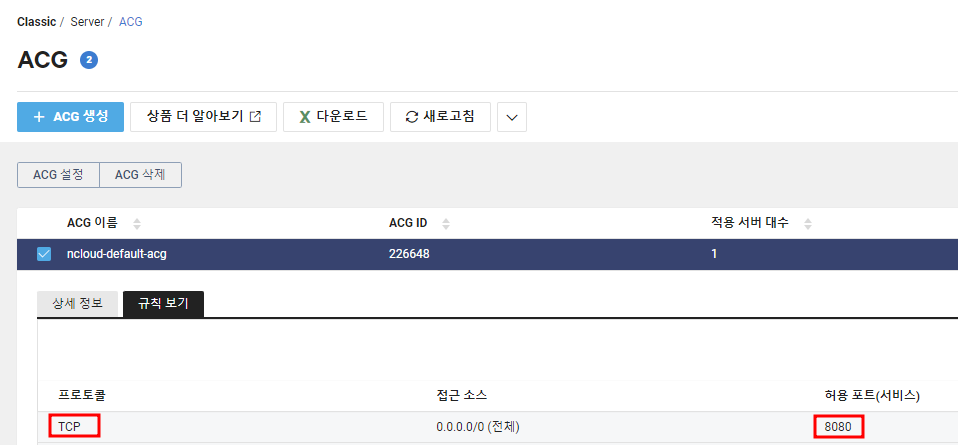 Classic / Server / ACG
ACG 2
+ ACG 생성 상품 더 알아보기 X 다운로드 새로고침
ACG 설정 ACG 삭제
ACG 이름 ACG ID 적용 서버 대수
ncloud-default-acg 226648 1
상세 정보 규칙 보기
프로토콜 접근 소스 허용 포트(서비스)
TCP 0.0.0.0/0 (전체) 8080